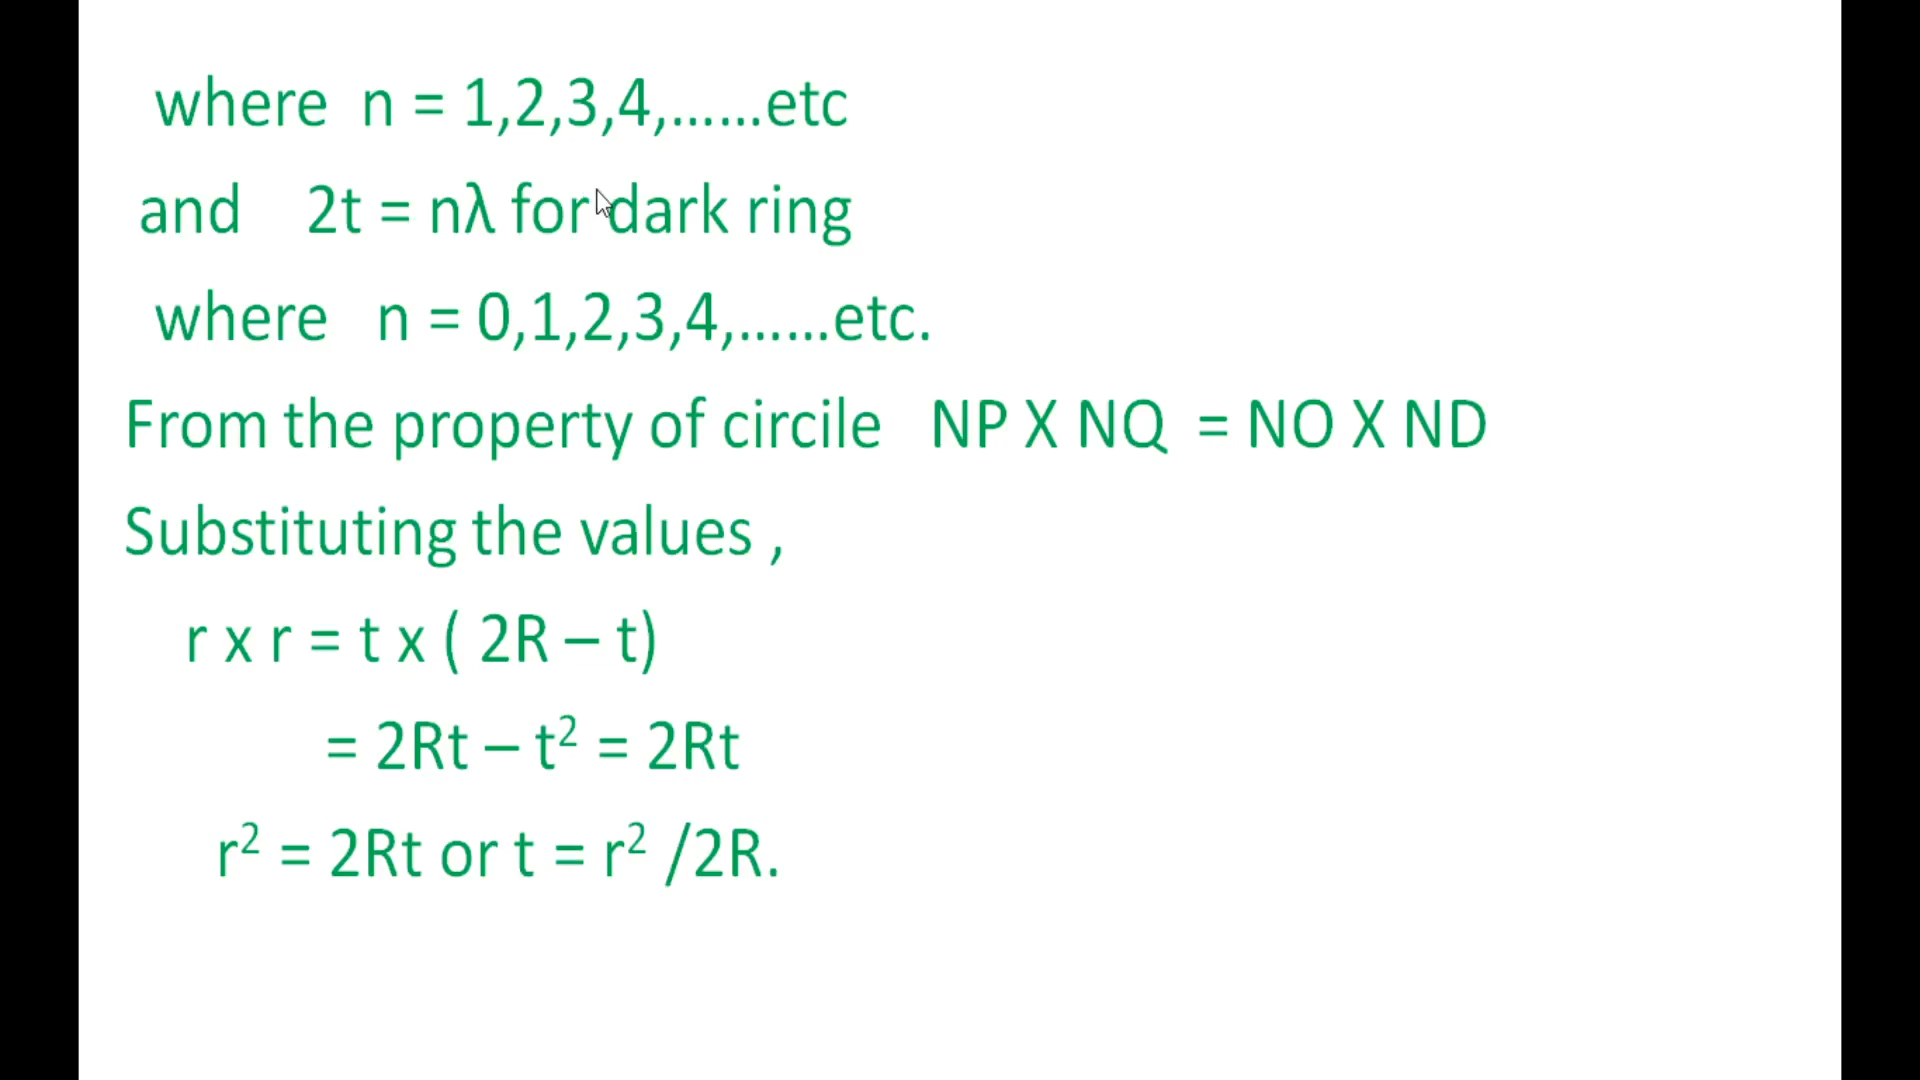 where n = 1,2,3,4,......etc
and 2t = nλ for dark ring
where n = 0,1,2,3,4,......etc.
From the property of circile NP X NQ = NO X ND
Substituting the values ,
r x r = t x ( 2R – t)
= 2Rt – t² = 2Rt
r² = 2Rt or t = r² /2R.